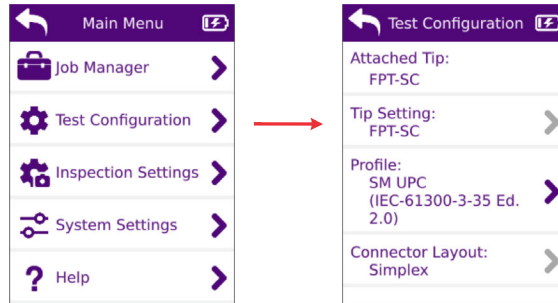 Main Menu
Job Manager
Test Configuration
Inspection Settings
System Settings
? Help
Test Configuration
Attached Tip:
FPT-SC
Tip Setting:
FPT-SC
Profile:
SM UPC
(IEC-61300-3-35 Ed.
2.0)
Connector Layout:
Simplex